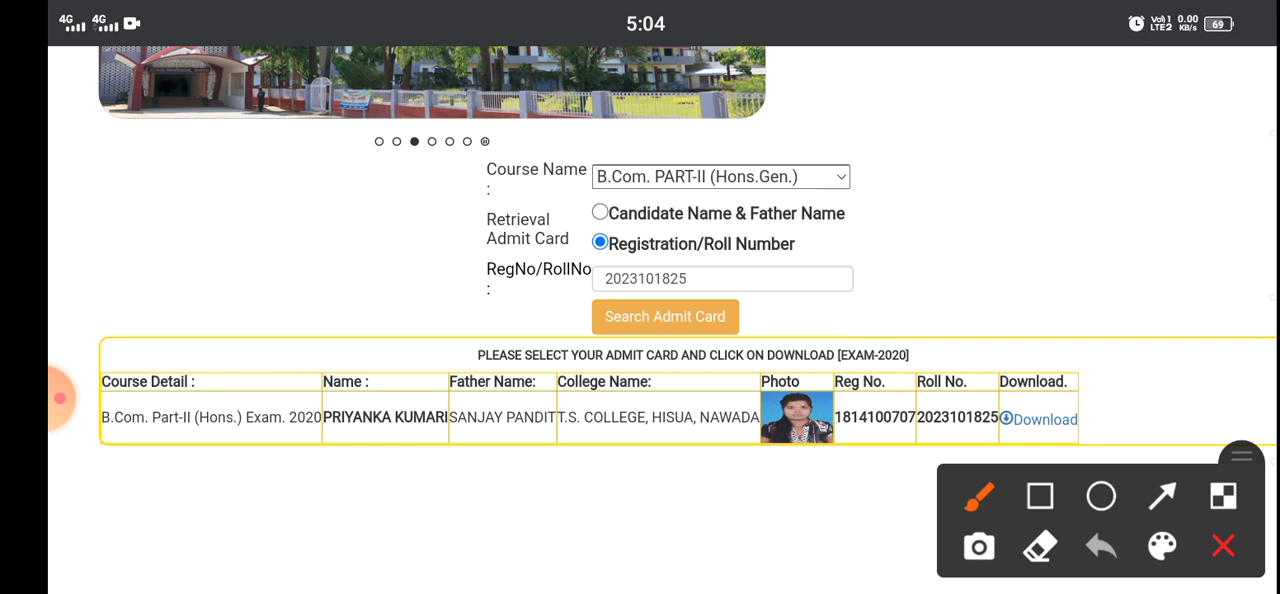 4G 4G 5:04 Vo) 1 LTE2 0.00 KB/s 69
Course Name :
B.Com. PART-II (Hons.Gen.)
Retrieval Admit Card
Candidate Name & Father Name
Registration/Roll Number
RegNo/RollNo :
2023101825
Search Admit Card
PLEASE SELECT YOUR ADMIT CARD AND CLICK ON DOWNLOAD [EXAM-2020]
Course Detail : Name : Father Name: College Name: Photo Reg No. Roll No. Download.
B.Com. Part-II (Hons.) Exam. 2020 PRIYANKA KUMARI SANJAY PANDIT T.S. COLLEGE, HISUA, NAWADA 1814100707 2023101825 Download